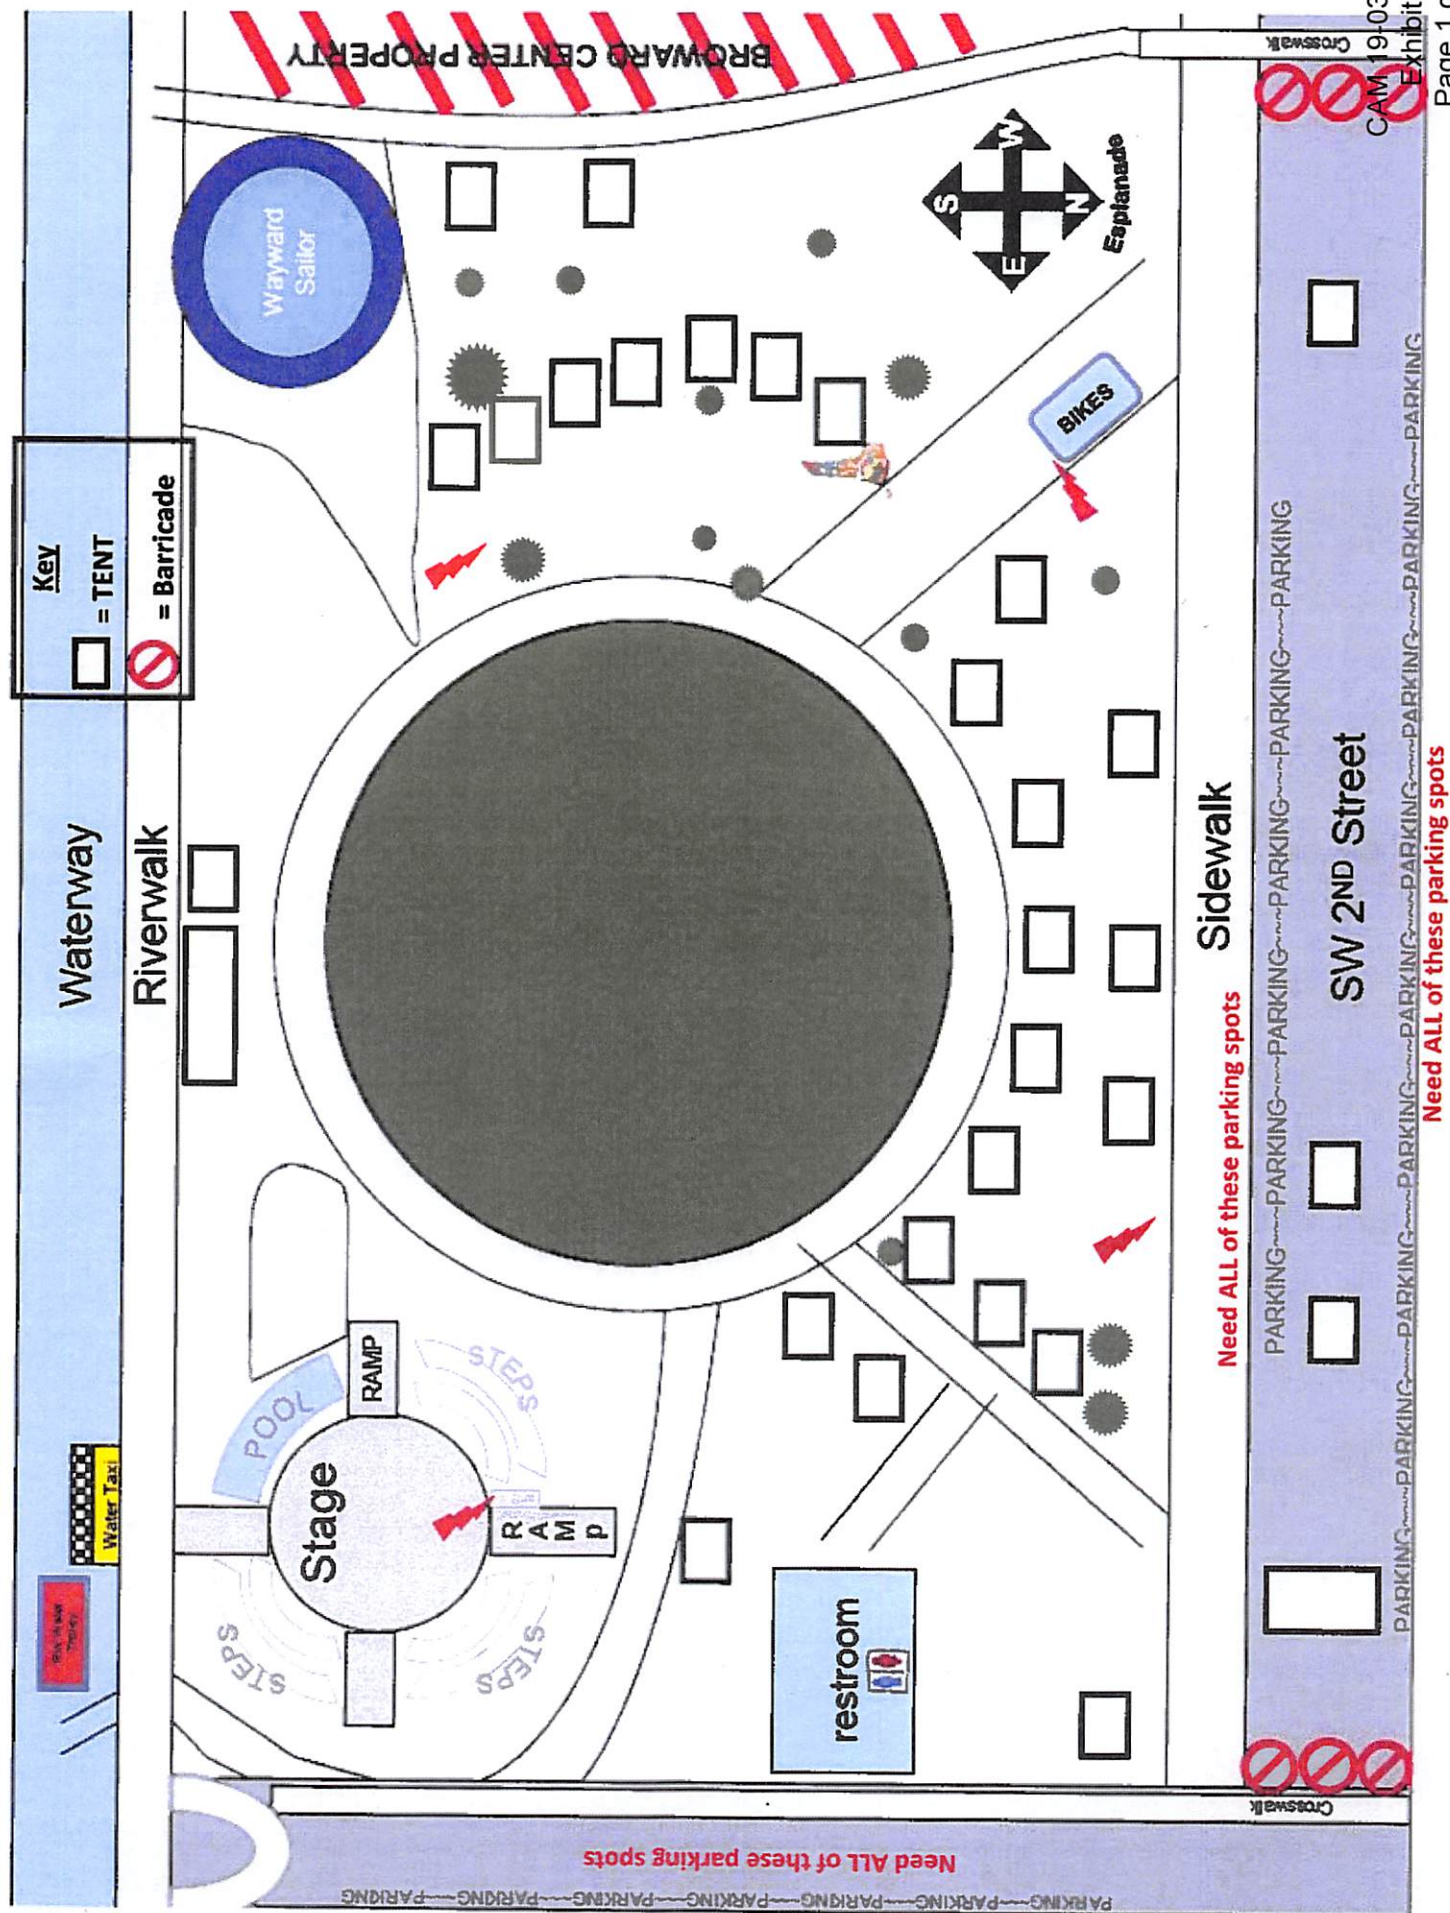 Waterway
Key
= TENT
= Barricade
Water Taxi
Riverwalk
Wayward
Sailor
BROWARD CENTER PROPERTY
POOL
RAMP
STEPS
Stage
RAMp
STEPS
STEPS
S
E
W
N
Esplanade
BIKES
restroom
Sidewalk
Need ALL of these parking spots
PARKING~~PARKING~~PARKING~~PARKING~~PARKING~~PARKING
SW 2ND Street
PARKING~~PARKING~~PARKING~~PARKING~~PARKING~~PARKING~~PARKING~~PARKING~~PARKING
Need ALL of these parking spots
Crosswalk
Crosswalk
Need ALL of these parking spots
PARKING~~PARKING~~PARKING~~PARKING~~PARKING~~PARKING~~PARKING
CAM 19-03
Exhibit
Page 1 o